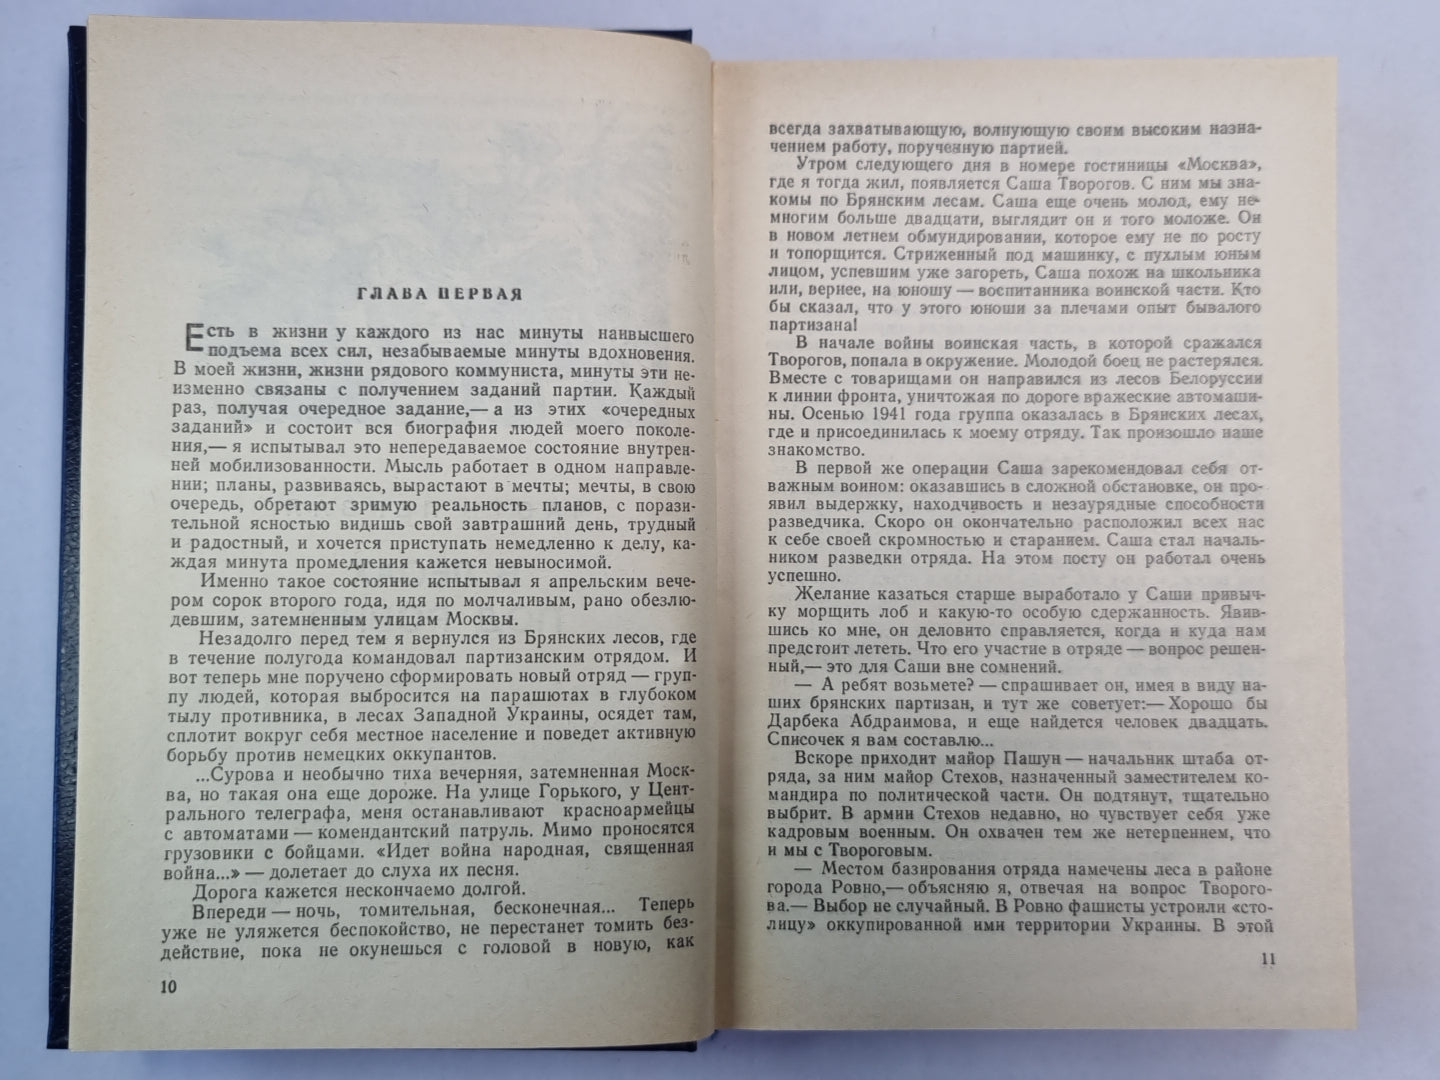 ГЛАВА ПЕРВАЯ
Есть в жизни у каждого из нас минуты наивысшего
подъема всех сил, незабываемые минуты вдохновения.
В моей жизни, жизни рядового коммуниста, минуты эти не-
изменно связаны с получением заданий партии. Каждый
раз, получая очередное задание,— а из этих «очередных
заданий» и состоит вся биография людей моего поколе-
ния,— я испытывал это непередаваемое состояние внутрен-
ней мобилизованности. Мысль работает в одном направле-
нии; планы, развиваясь, вырастают в мечты; мечты, в свою
очередь, обретают зримую реальность планов, с порази-
тельной ясностью видишь свой завтрашний день, трудный
и радостный, и хочется приступать немедленно к делу, ка-
ждая минута промедления кажется невыносимой.
Именно такое состояние испытывал я апрельским вече-
ром сорок второго года, идя по молчаливым, рано обезлю-
девшим, затемненным улицам Москвы.
Незадолго перед тем я вернулся из Брянских лесов, где
в течение полугода командовал партизанским отрядом. И
вот теперь мне поручено сформировать новый отряд — груп-
пу людей, которая выбросится на парашютах в глубоком
тылу противника, в лесах Западной Украины, осядет там,
сплотит вокруг себя местное население и поведет активную
борьбу против немецких оккупантов.
...Сурова и необычно тиха вечерняя, затемненная Моск-
ва, но такая она еще дороже. На улице Горького, у Цент-
рального телеграфа, меня останавливают красноармейцы
с автоматами — комендантский патруль. Мимо проносятся
грузовики с бойцами. «Идет война народная, священная
война...» — долетает до слуха их песня.
Дорога кажется нескончаемо долгой.
Впереди — ночь, томительная, бесконечная... Теперь
уже не уляжется беспокойство, не перестанет томить без-
действие, пока не окунешься с головой в новую, как
10
всегда захватывающую, волнующую своим высоким назна-
чением работу, порученную партией.
Утром следующего дня в номере гостиницы «Москва»,
где я тогда жил, появляется Саша Творогов. С ним мы зна-
комы по Брянским лесам. Саша еще очень молод, ему не-
многим больше двадцати, выглядит он и того моложе. Он
в новом летнем обмундировании, которое ему не по росту
и топорщится. Стриженный под машинку, с пухлым юным
лицом, успевшим уже загореть, Саша похож на школьника
или, вернее, на юношу — воспитанника воинской части. Кто
бы сказал, что у этого юноши за плечами опыт бывалого
партизана!
В начале войны воинская часть, в которой сражался
Творогов, попала в окружение. Молодой боец не растерялся.
Вместе с товарищами он направился из лесов Белоруссии
к линии фронта, уничтожая по дороге вражеские автомаши-
ны. Осенью 1941 года группа оказалась в Брянских лесах,
где и присоединилась к моему отряду. Так произошло наше
знакомство.
В первой же операции Саша зарекомендовал себя от-
важным воином: оказавшись в сложной обстановке, он про-
явил выдержку, находчивость и незаурядные способности
разведчика. Скоро он окончательно расположил всех нас
к себе своей скромностью и старанием. Саша стал началь-
ником разведки отряда. На этом посту он работал очень
успешно.
Желание казаться старше выработало у Саши привыч-
ку морщить лоб и какую-то особую сдержанность. Явив-
шись ко мне, он деловито справляется, когда и куда нам
предстоит лететь. Что его участие в отряде — вопрос решен-
ный,— это для Саши вне сомнений.
— А ребят возьмете? — спрашивает он, имея в виду на-
ших брянских партизан, и тут же советует:— Хорошо бы
Дарбека Абдраимова, и еще найдется человек двадцать.
Списочек я вам составлю...
Вскоре приходит майор Пашун — начальник штаба от-
ряда, за ним майор Стехов, назначенный заместителем ко-
мандира по политической части. Он подтянут, тщательно
выбрит. В армии Стехов недавно, но чувствует себя уже
кадровым военным. Он охвачен тем же нетерпением, что
и мы с Твороговым.
— Местом базирования отряда намечены леса в районе
города Ровно,— объясняю я, отвечая на вопрос Творого-
ва.— Выбор не случайный. В Ровно фашисты устроили «сто-
лицу» оккупированной ими территории Украины. В этой
11